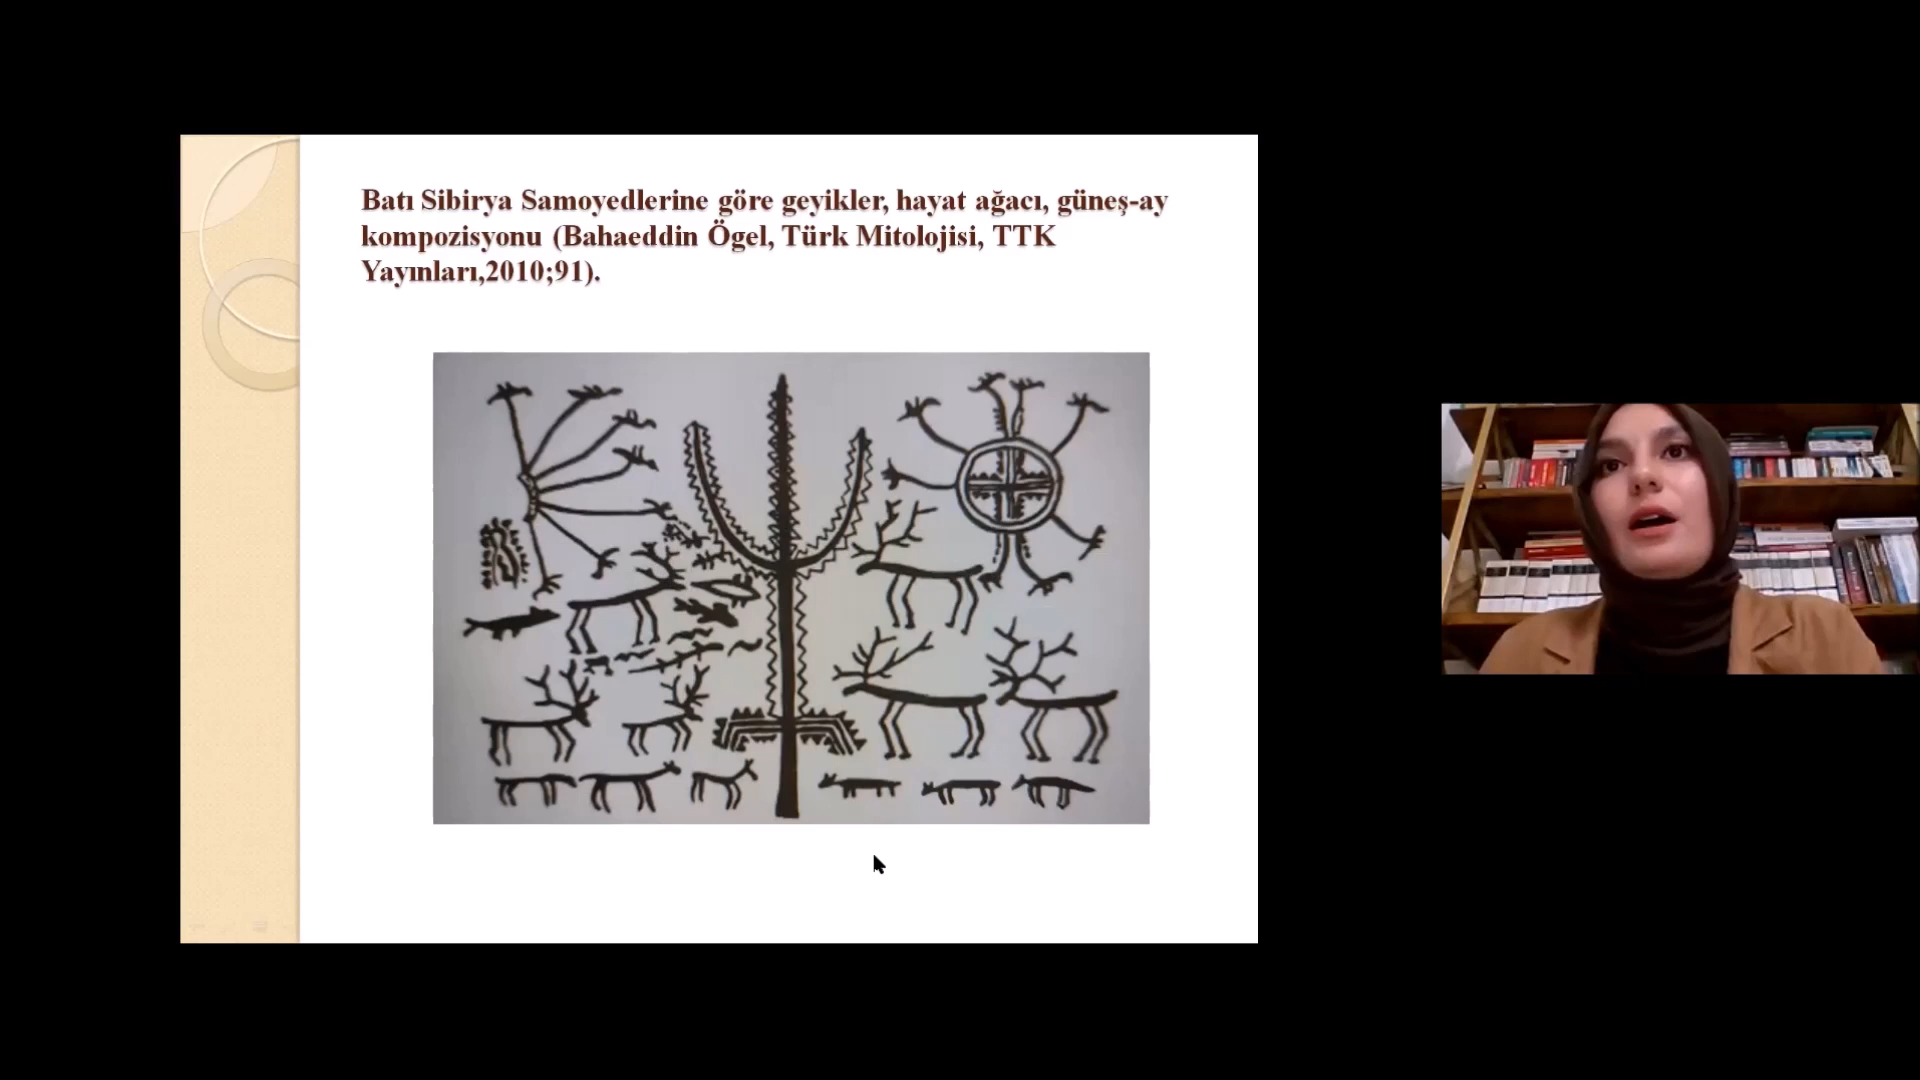 Batı Sibirya Samoyedlerine göre geyikler, hayat ağacı, güneş-ay
kompozisyonu (Bahaeddin Ögel, Türk Mitolojisi, TTK
Yayınları,2010;91).